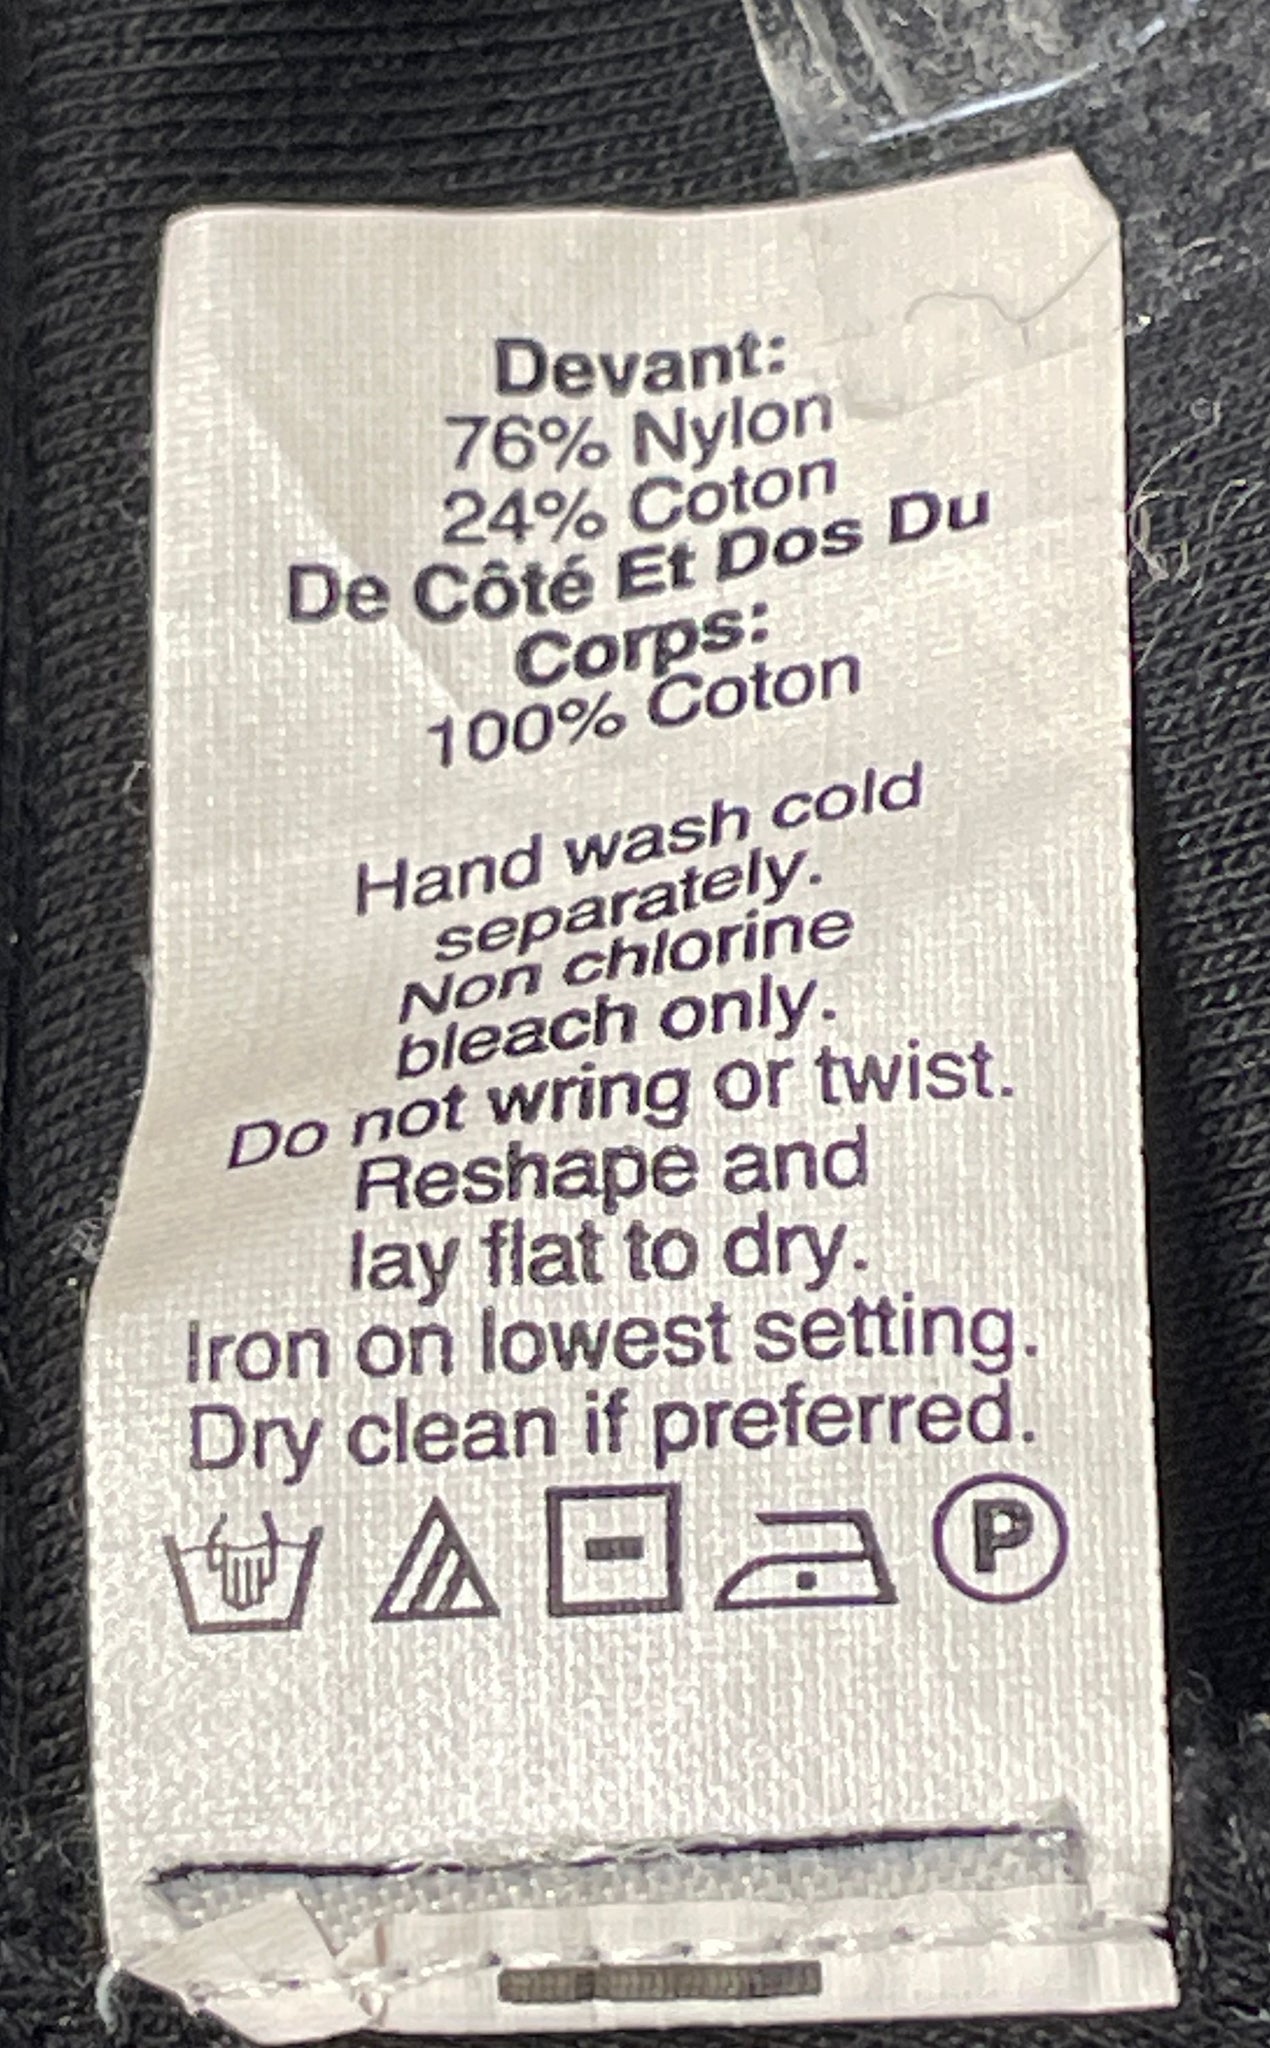 Devant:
76% Nylon
24% Coton
De Côté Et Dos Du
Corps:
100% Coton
Hand wash cold
separately.
Non chlorine
bleach only.
Do not wring or twist.
Reshape and
lay flat to dry.
Iron on lowest setting.
Dry clean if preferred.
P